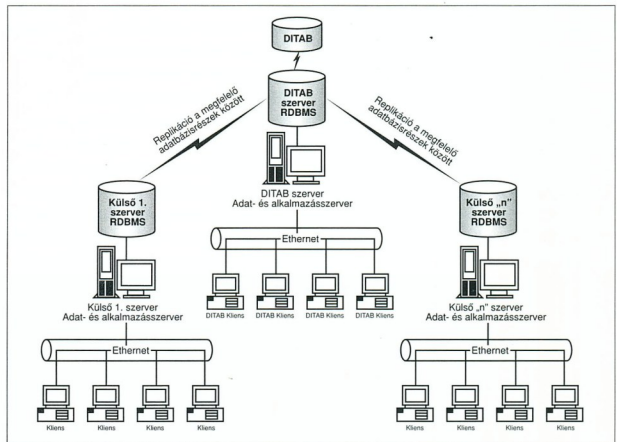 DITAB
DITAB
szerver
RDBMS
Replikáció a megfelelő
adatbázisrészek között
Replikáció a megfelelő
adatbázisrészek között
Külső 1.
szerver
RDBMS
DITAB szerver
Adat- és alkalmazásszerver
Külső „n”
szerver
RDBMS
Ethernet
DITAB Kliens DITAB Kliens DITAB Kliens DITAB Kliens
Külső 1. szerver
Adat- és alkalmazásszerver
Külső „n” szerver
Adat- és alkalmazásszerver
Ethernet
Ethernet
Kliens Kliens Kliens Kliens
Kliens Kliens Kliens Kliens